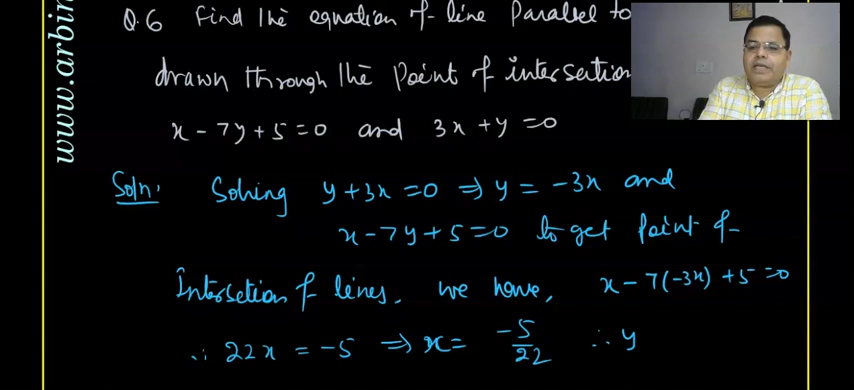 www.arbin
Q.6 Find the equation of line Parallel to
drawn through the Point of intersection
x - 7y + 5 = 0 and 3x + y = 0
Soln: Solving y + 3x = 0 ⇒ y = -3x and
x - 7y + 5 = 0 to get Point of
Intersetion of lines, we have, x - 7(-3x) + 5 = 0
∴ 22x = -5 ⇒ x = -5/22 ∴ y